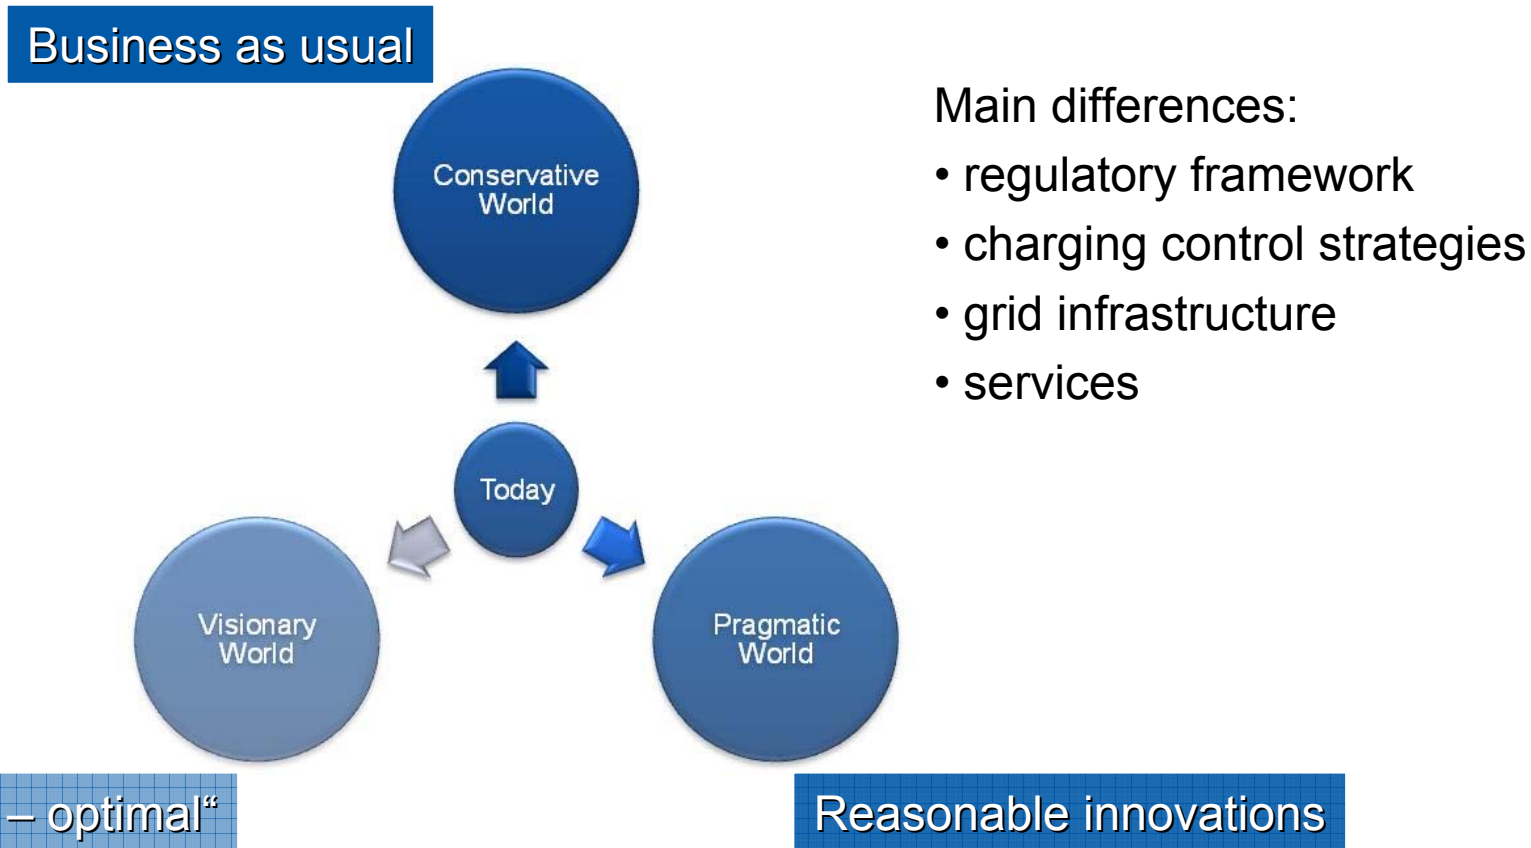 Business as usual
Conservative
World
Main differences:
• regulatory framework
• charging control strategies
• grid infrastructure
• services
Today
Visionary
World
Pragmatic
World
– optimal“
Reasonable innovations